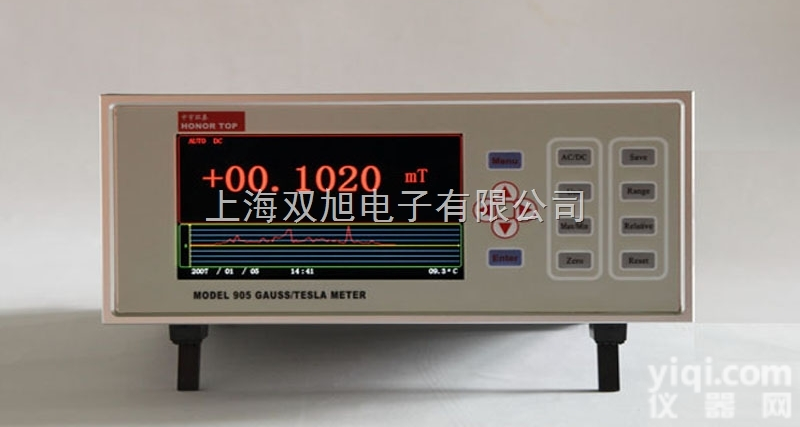 HONOR TOP
AUTO DC
+00.1020 mT
上海双旭电子有限公司
2007 / 01 / 05 14:41 09.3°C
MODEL 905 GAUSS/TESLA METER
Menu
Enter
AC/DC Save
Range
Max/Min Relative
Zero Reset
yiqi.com
仪器网